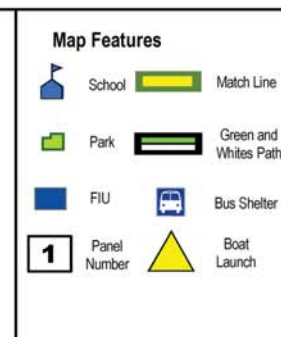 Map Features
School
Match Line
Park
Green and
Whites Path
FIU
Bus Shelter
1
Panel
Number
Boat
Launch